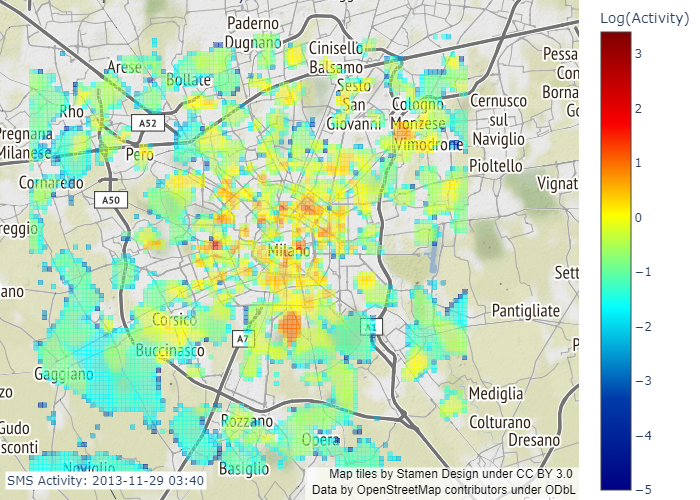 Log(Activity)
Paderno
Dugnano
Cinisello
Balsamo
Arese
Bollate
Sesto
San
Giovanni
Cologno
Monzese
Vimodrone
Cernusco
sul
Naviglio
Pessa
Con
Borna
Go
Rho
A52
Pero
Pregnana
Milanese
Cornaredo
Pioltello
Vignat
A50
reggio
Milano
Sett
ano
Pantigliate
Corsico
Buccinasco
A7
A1
P
Gaggiano
zo
Mediglia
Colturano
Dresano
Rozzano
Opera
Gudo
sconti
Noviglio
Basiglio
SMS Activity: 2013-11-29 03:40
Map tiles by Stamen Design under CC BY 3.0
Data by OpenStreetMap contributors under ODbL
3
2
1
0
−1
−2
−3
−4
−5